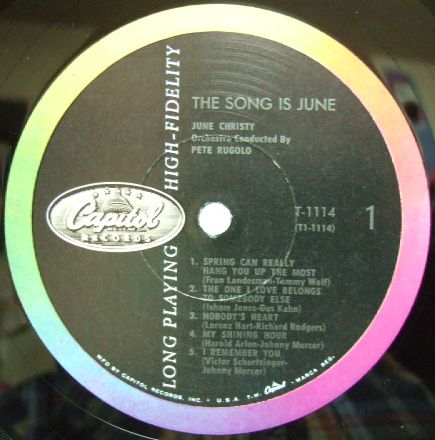 THE SONG IS JUNE
JUNE CHRISTY
Orchestra Conducted By
PETE RUGOLO
LONG PLAYING HIGH-FIDELITY
Capitol
RECORDS
T-1114
(T1-1114)
1
1. SPRING CAN REALLY
HANG YOU UP THE MOST
(Fran Landesman-Tommy Wolf)
2. THE ONE I LOVE BELONGS
TO SOMEBODY ELSE
(Isham Jones-Gus Kahn)
3. NOBODY'S HEART
(Lorenz Hart-Richard Rodgers)
4. MY SHINING HOUR
(Harold Arlen-Johnny Mercer)
5. I REMEMBER YOU
(Victor Schertzinger-
Johnny Mercer)
MFD BY CAPITOL RECORDS, INC. • U.S.A. T.M. Capitol MARCA REG.